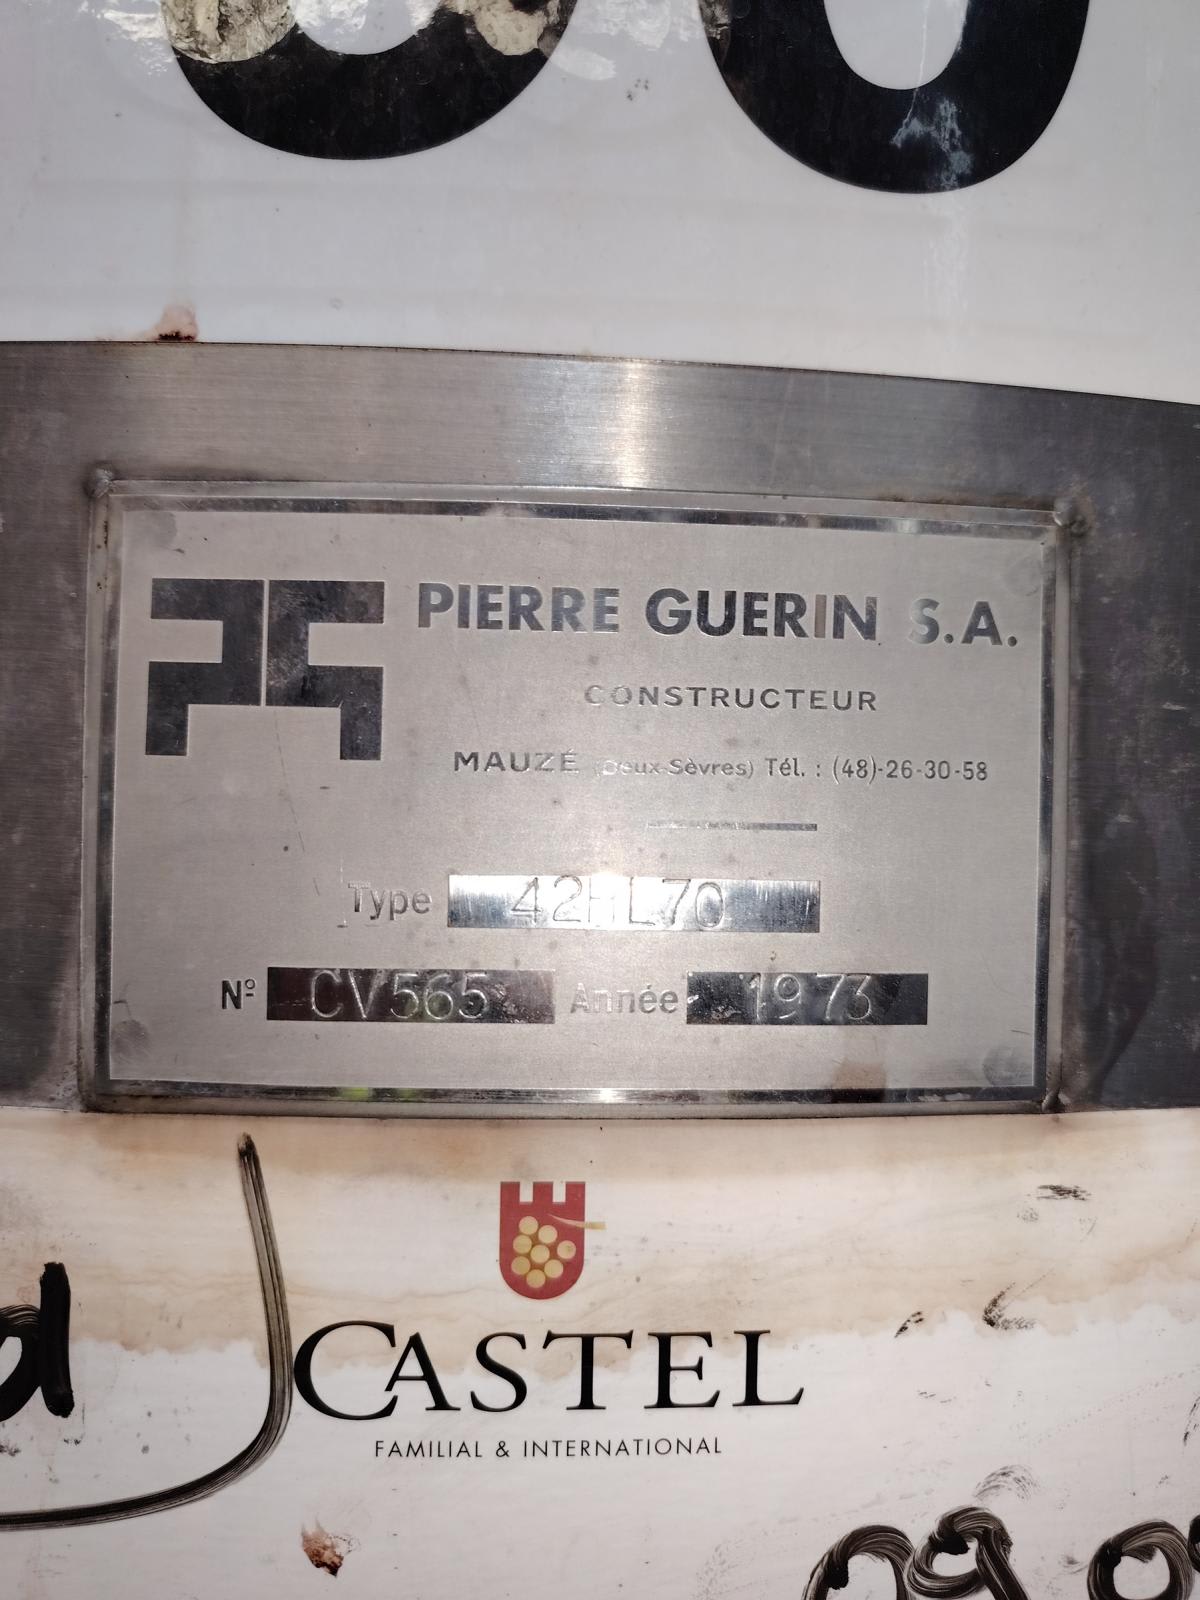 PIERRE GUERIN S.A.
CONSTRUCTEUR
MAUZÉ (Deux-Sèvres) Tél. : (48)-26-30-58
Type 42HL70
Nº CV565 Année 1973
CASTEL
FAMILIAL & INTERNATIONAL